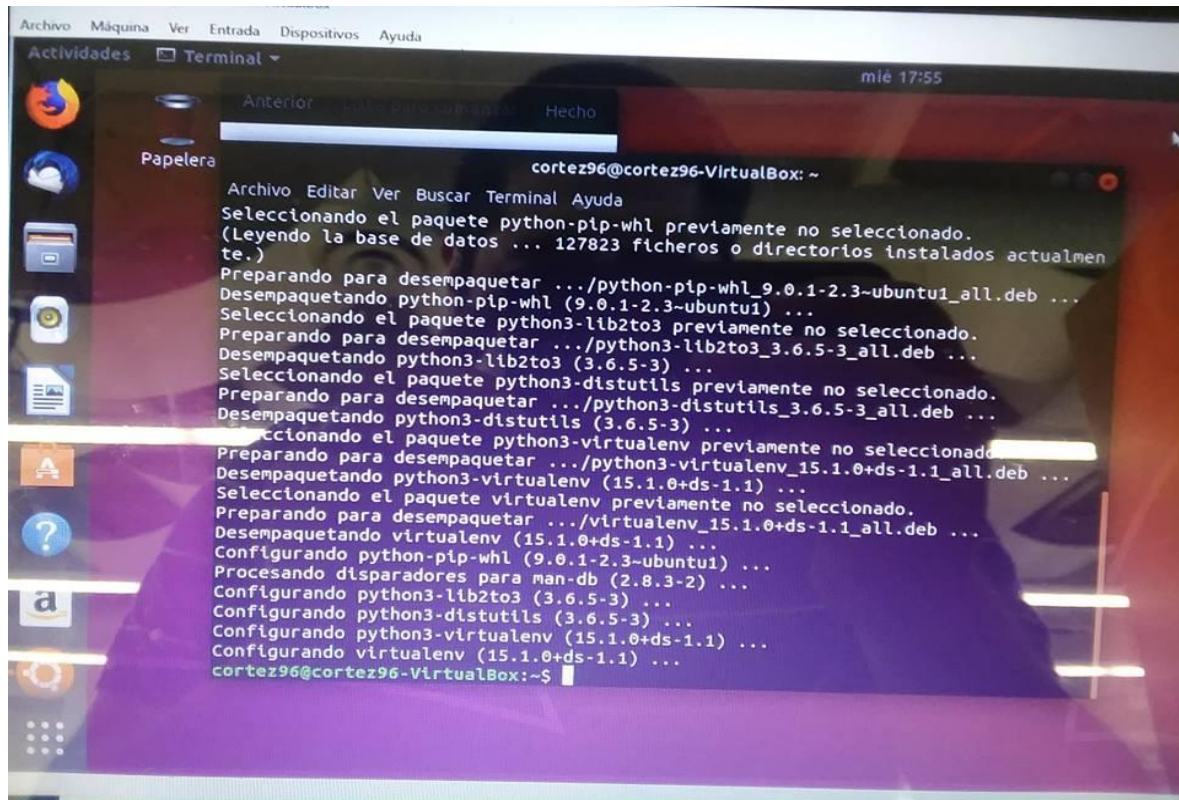 Archivo Máquina Ver Entrada Dispositivos Ayuda
Actividades Terminal
mié 17:55
Anterior
Hecho
Papelera
cortez96@cortez96-VirtualBox: ~
Archivo Editar Ver Buscar Terminal Ayuda
Seleccionando el paquete python-pip-whl previamente no seleccionado.
(Leyendo la base de datos ... 127823 ficheros o directorios instalados actualmen
te.)
Preparando para desempaquetar .../python-pip-whl_9.0.1-2.3~ubuntu1_all.deb ...
Desempaquetando python-pip-whl (9.0.1-2.3~ubuntu1) ...
Seleccionando el paquete python3-lib2to3 previamente no seleccionado.
Preparando para desempaquetar .../python3-lib2to3_3.6.5-3_all.deb ...
Desempaquetando python3-lib2to3 (3.6.5-3) ...
Seleccionando el paquete python3-distutils previamente no seleccionado.
Preparando para desempaquetar .../python3-distutils_3.6.5-3_all.deb ...
Desempaquetando python3-distutils (3.6.5-3) ...
el paquete python3-virtualenv previamente no
Preparando para desempaquetar .../python3-virtualenv_15.1.0+ds-1.1_all.deb ...
Desempaquetando python3-virtualenv (15.1.0+ds-1.1) ...
Seleccionando el paquete virtualenv previamente no seleccionado.
Preparando para desempaquetar .../virtualenv_15.1.0+ds-1.1_all.deb ...
Desempaquetando virtualenv (15.1.0+ds-1.1) ...
Configurando python-pip-whl (9.0.1-2.3~ubuntu1) ...
Procesando disparadores para man-db (2.8.3-2) ...
Configurando python3-lib2to3 (3.6.5-3) ...
Configurando python3-distutils (3.6.5-3) ...
Configurando python3-virtualenv (15.1.0+ds-1.1) ...
Configurando virtualenv (15.1.0+ds-1.1) ...
cortez96@cortez96-VirtualBox:~$